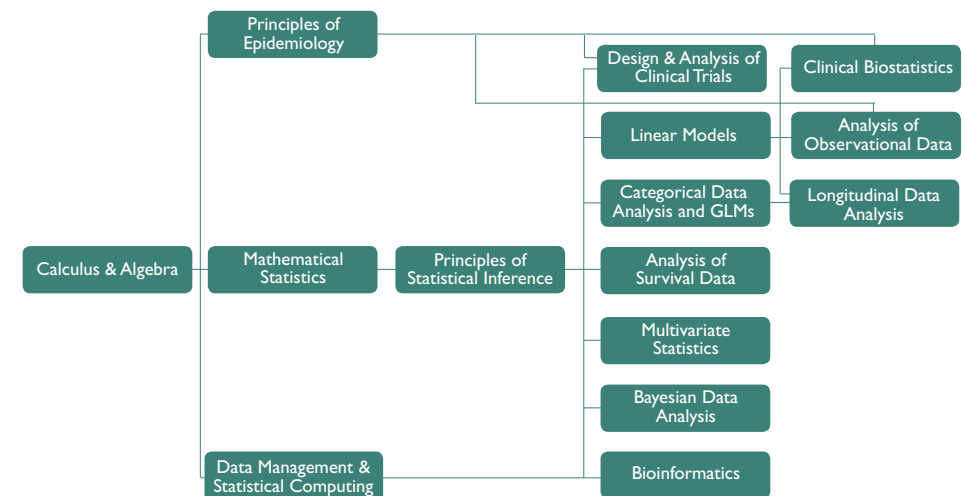 Principles of
Epidemiology
Design & Analysis of
Clinical Trials
Clinical Biostatistics
Linear Models
Analysis of
Observational Data
Categorical Data
Analysis and GLMs
Longitudinal Data
Analysis
Calculus & Algebra
Mathematical
Statistics
Principles of
Statistical Inference
Analysis of
Survival Data
Multivariate
Statistics
Bayesian Data
Analysis
Data Management &
Statistical Computing
Bioinformatics